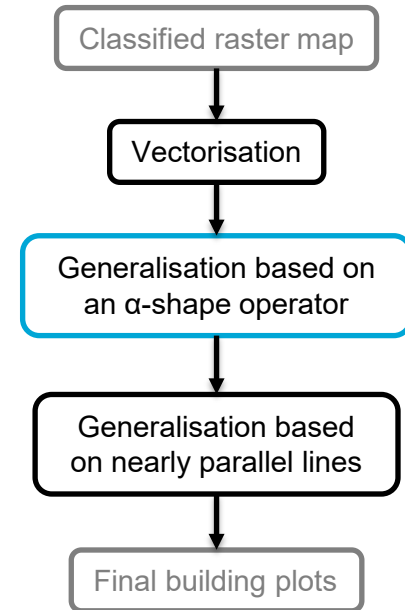 Classified raster map
Vectorisation
Generalisation based on
an α-shape operator
Generalisation based
on nearly parallel lines
Final building plots